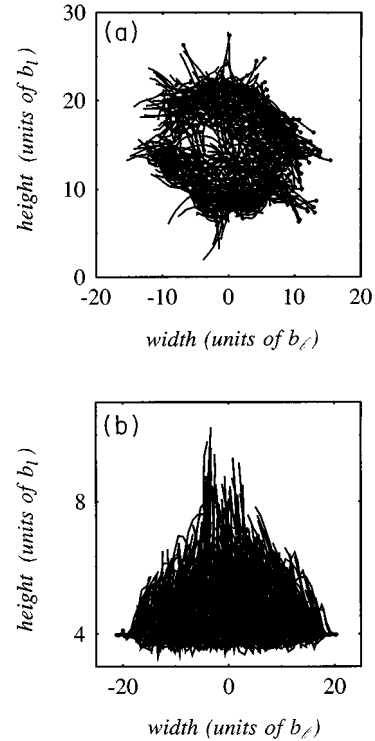 (a)
30
20
10
0
height (units of b_l)
-20 -10 0 10 20
width (units of b_ℓ)
(b)
8
4
height (units of b_l)
-20 0 20
width (units of b_ℓ)